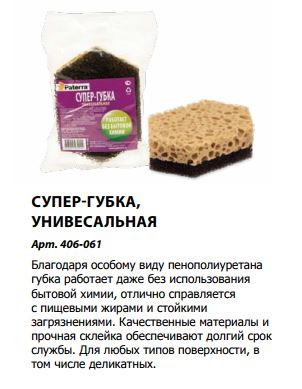 Paterra
СУПЕР-ГУБКА
УНИВЕРСАЛЬНАЯ
РАБОТАЕТ
БЕЗ БЫТОВОЙ
ХИМИИ
СУПЕР-ГУБКА,
УНИВЕСАЛЬНАЯ
Арт. 406-061
Благодаря особому виду пенополиуретана
губка работает даже без использования
бытовой химии, отлично справляется
с пищевыми жирами и стойкими
загрязнениями. Качественные материалы и
прочная склейка обеспечивают долгий срок
службы. Для любых типов поверхности, в
том числе деликатных.